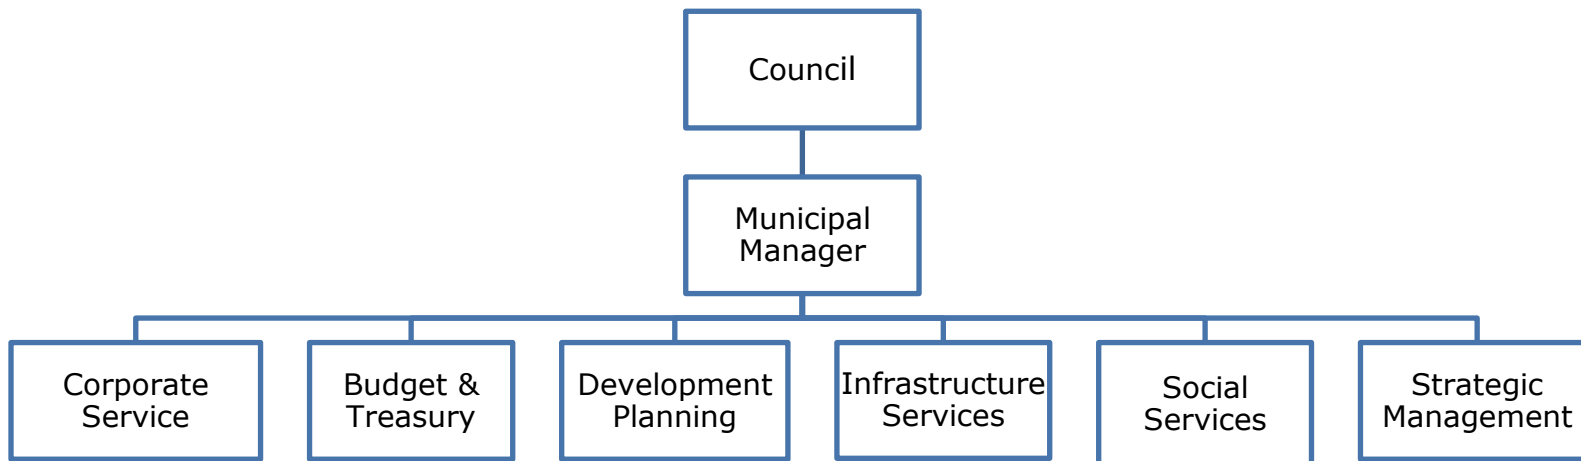 Council
Municipal
Manager
Corporate
Service
Budget &
Treasury
Development
Planning
Infrastructure
Services
Social
Services
Strategic
Management